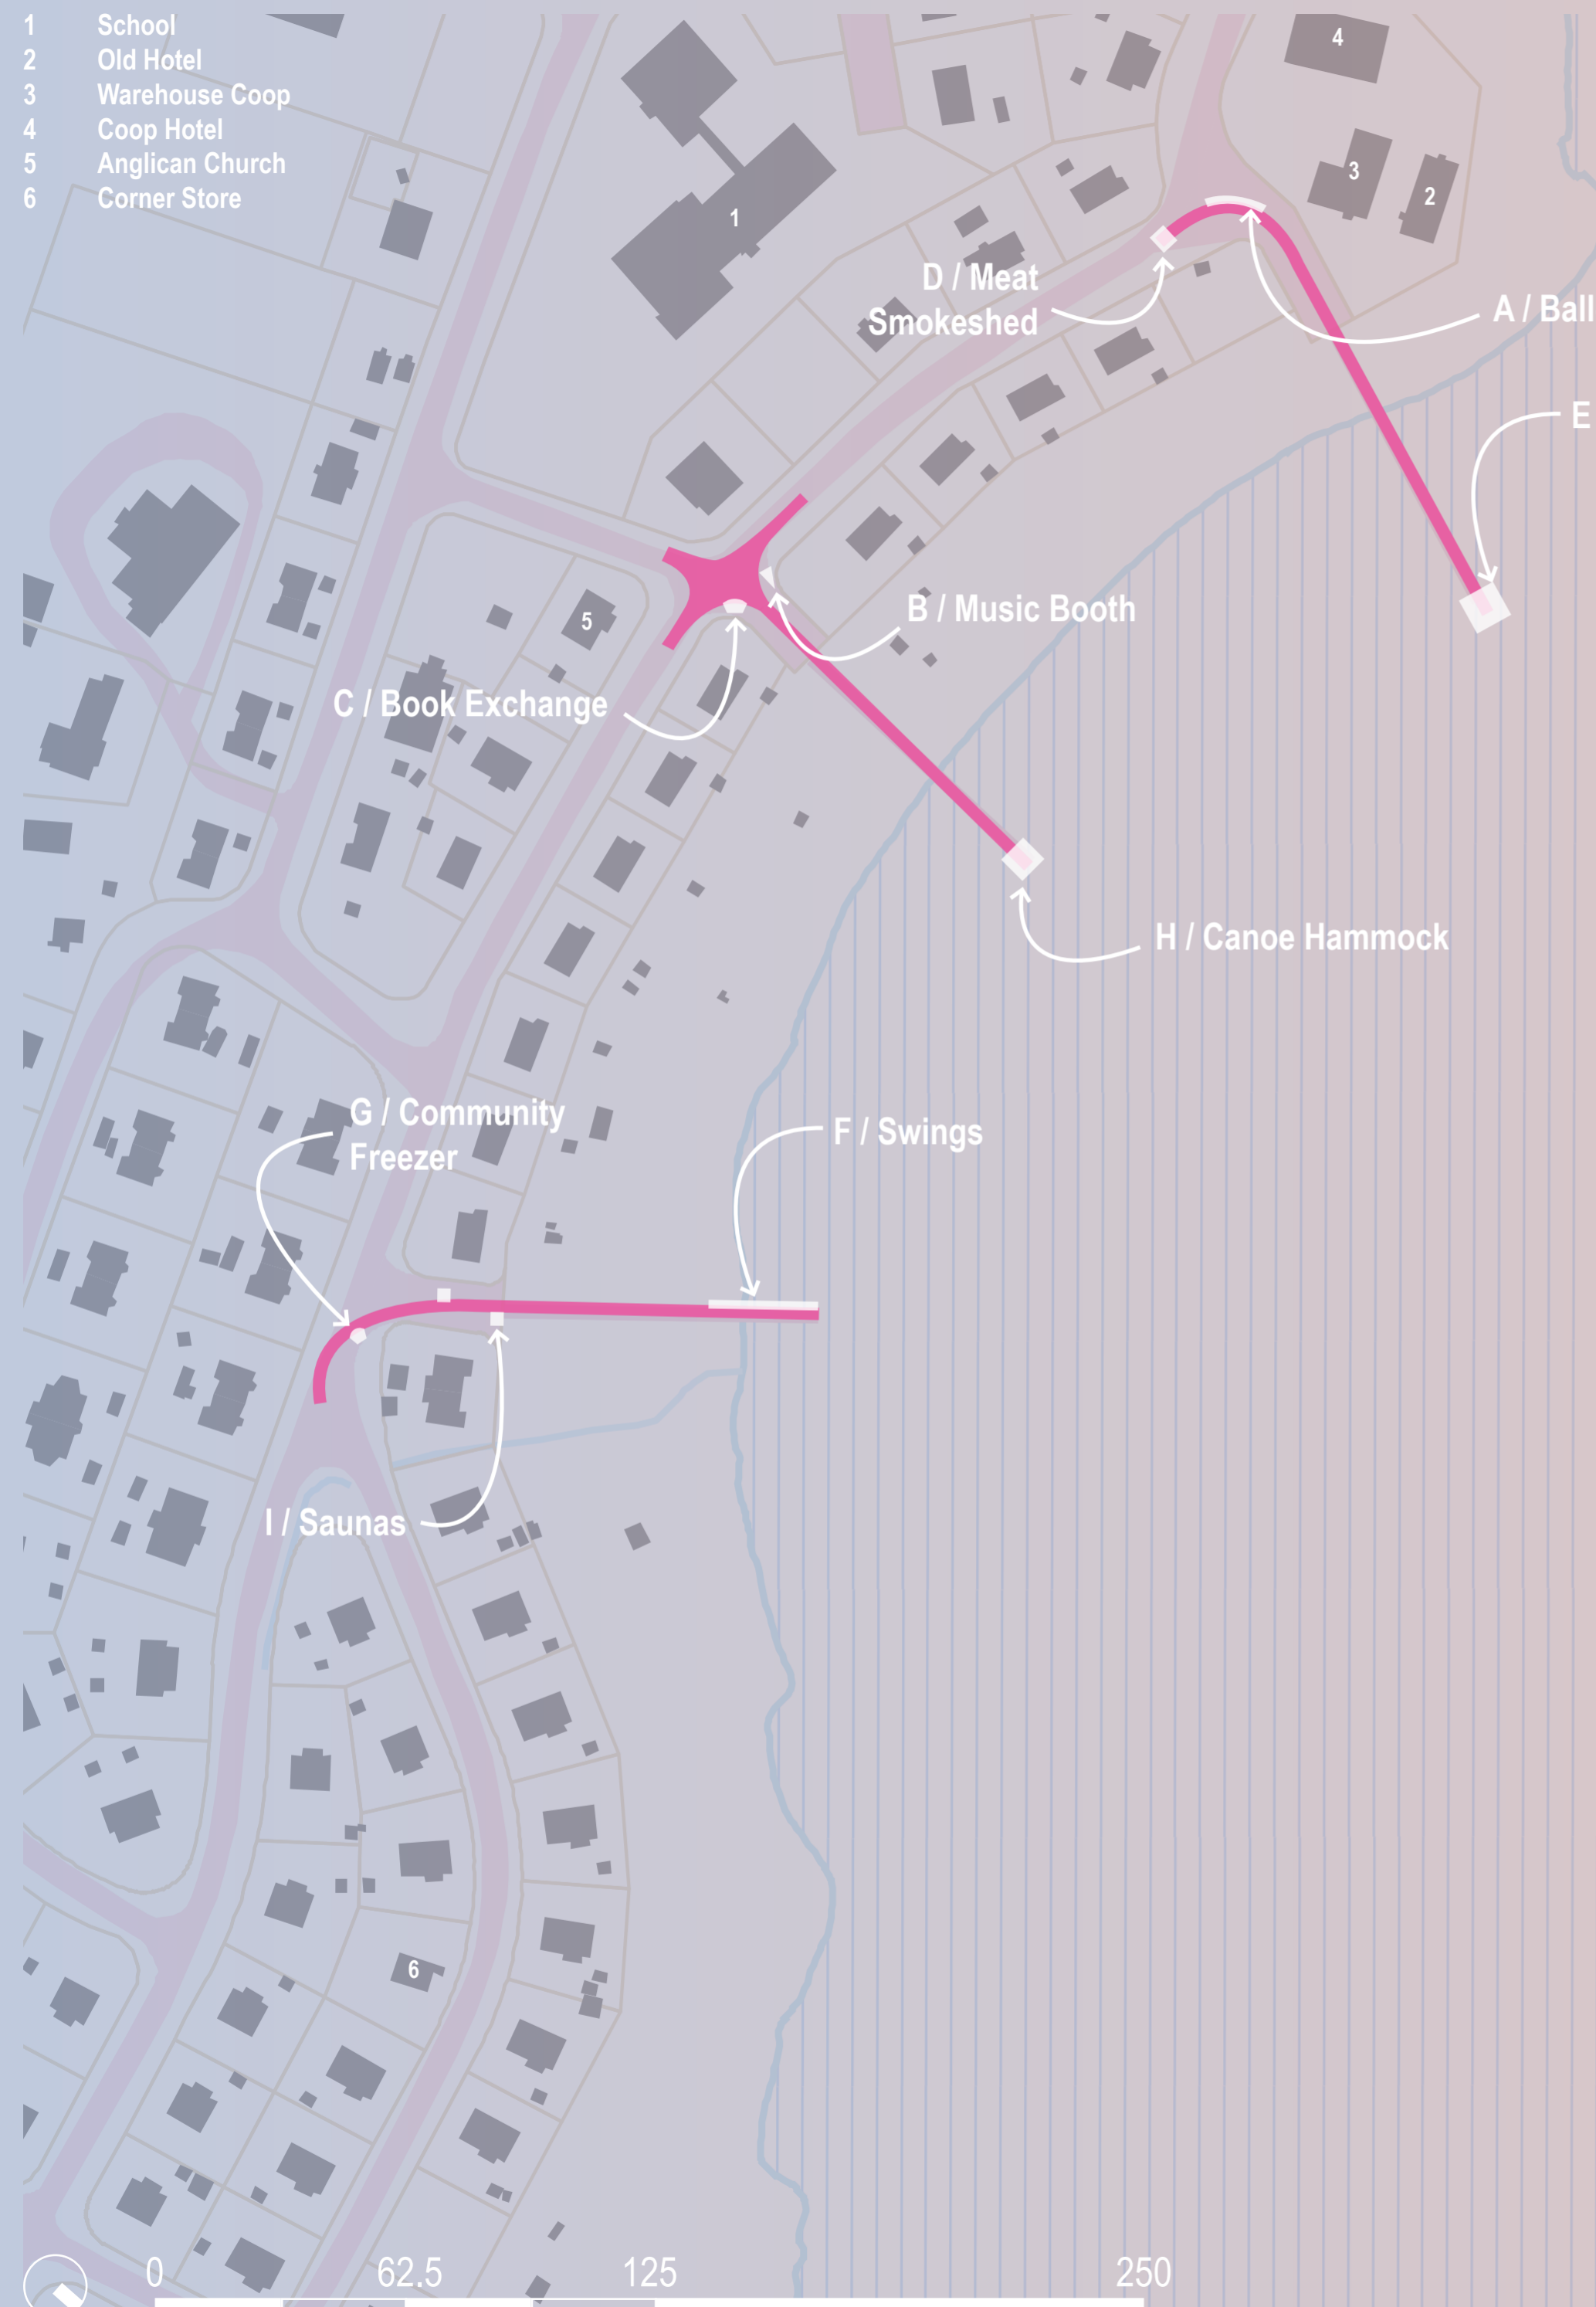 1 School
2 Old Hotel
3 Warehouse Coop
4 Coop Hotel
5 Anglican Church
6 Corner Store
4
3
2
1
D / Meat
Smokeshed
A / Ball
E
5
B / Music Booth
C / Book Exchange
H / Canoe Hammock
G / Community
Freezer
F / Swings
I / Saunas
6
0 62.5 125 250